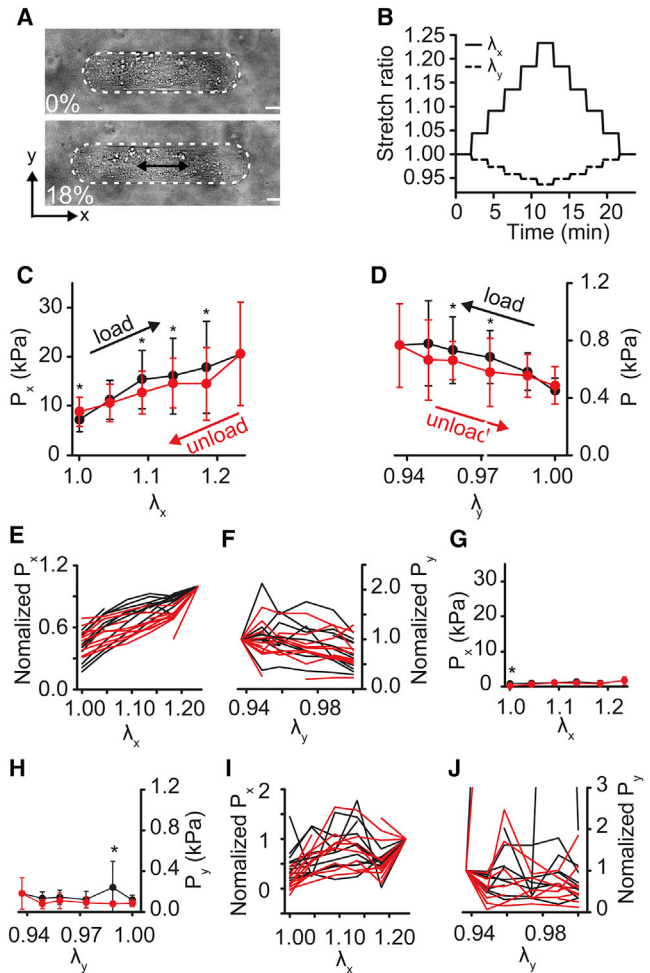 A
0%
18%
y
x
B
Stretch ratio
1.25
1.20
1.15
1.10
1.05
1.00
0.95
λx
λy
0 5 10 15 20
Time (min)
C
Px (kPa)
30
20
10
0
load
unload
* * * *
1.0 1.1 1.2
λx
D
load
unload
* *
1.2
0.8
0.4
0.0
P (kPa)
0.94 0.97 1.00
λy
E
Nomalized Px
1.2
0.6
0.0
1.00 1.10 1.20
λx
F
2.0
1.0
0.0
Nomalized Py
0.94 0.98
λy
G
Px (kPa)
30
20
10
0
*
1.0 1.1 1.2
λx
H
*
1.2
0.8
0.4
0.0
Py (kPa)
0.94 0.97 1.00
λy
I
Nomalized Px
2
1
0
1.00 1.10 1.20
λx
J
3
2
1
0
Nomalized Py
0.94 0.98
λy